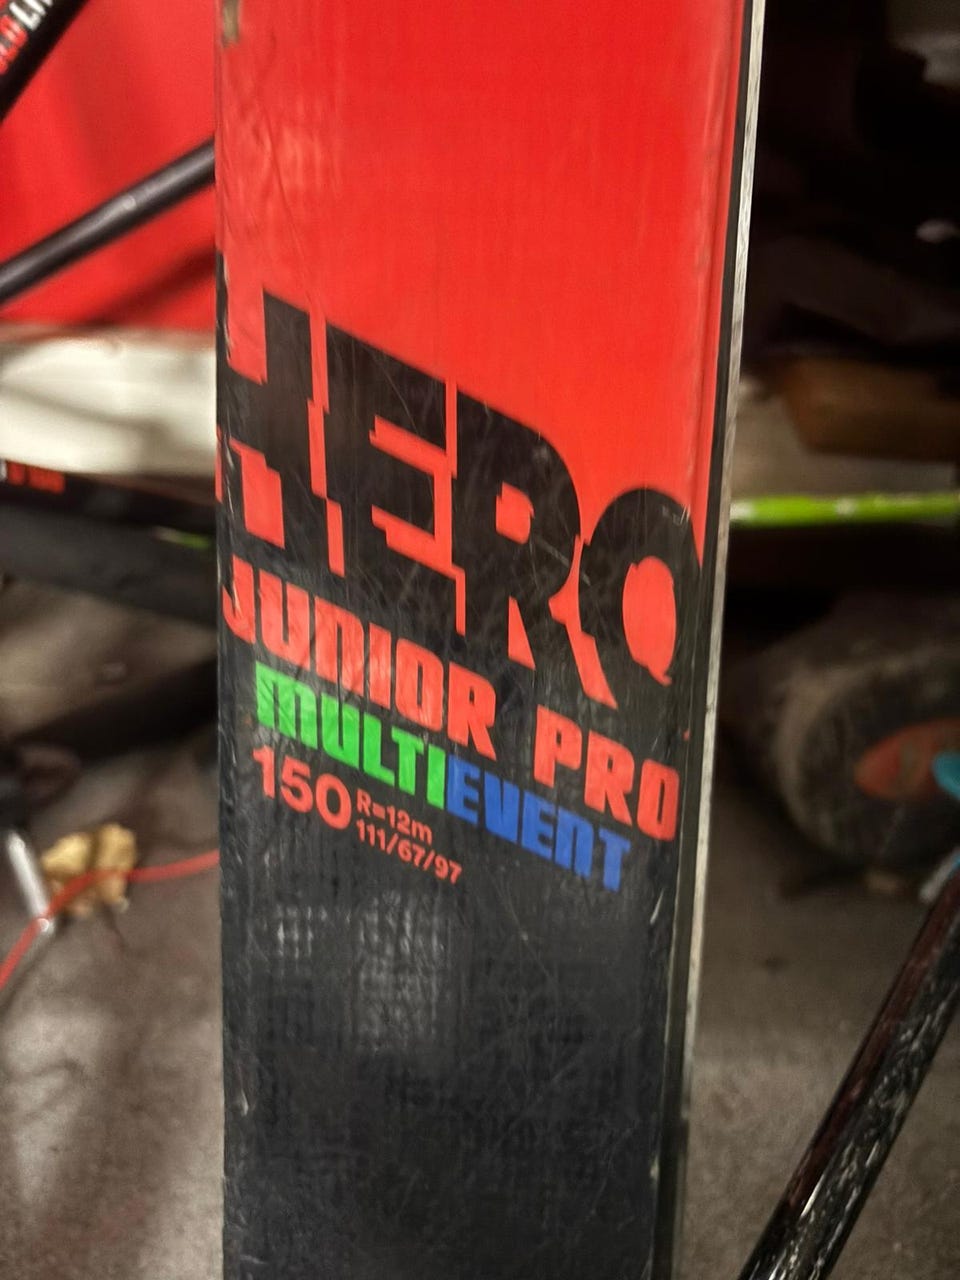 HERO
JUNIOR PRO
MULTIEVENT
150 R=12m
111/67/97